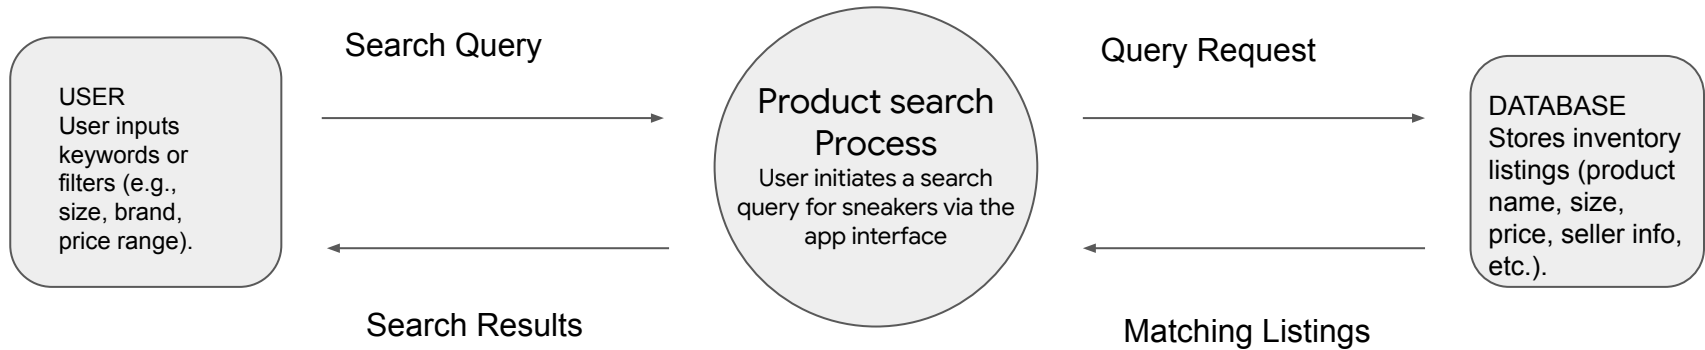 Search Query
Query Request
USER
User inputs
keywords or
filters (e.g.,
size, brand,
price range).
Product search
Process
User initiates a search
query for sneakers via the
app interface
DATABASE
Stores inventory
listings (product
name, size,
price, seller info,
etc.).
Search Results
Matching Listings